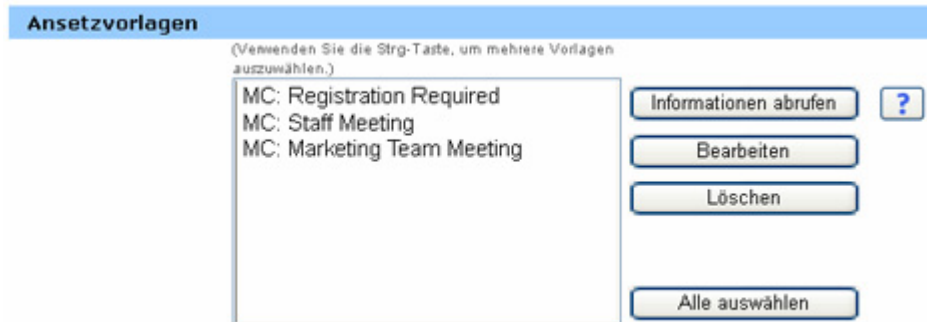 Ansetzvorlagen
(Verwenden Sie die Strg-Taste, um mehrere Vorlagen
auszuwählen.)
MC: Registration Required
MC: Staff Meeting
MC: Marketing Team Meeting
Informationen abrufen
?
Bearbeiten
Löschen
Alle auswählen